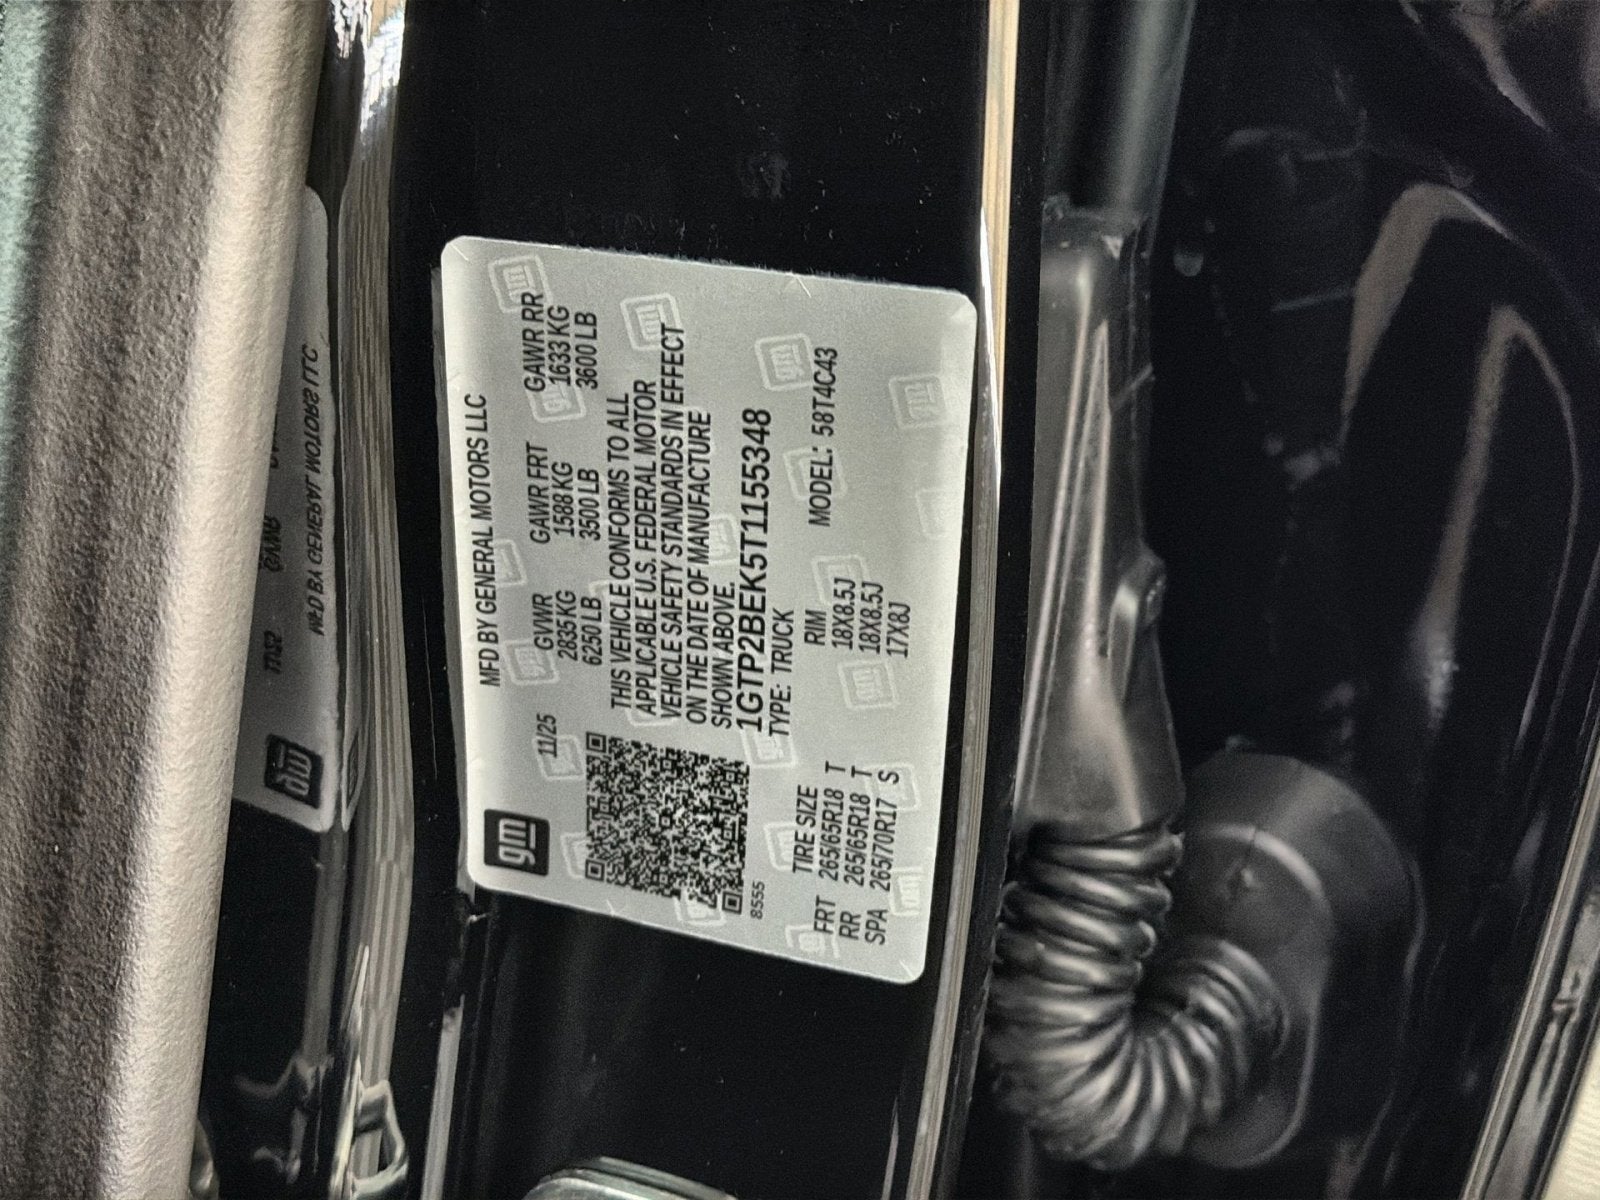 gm
MFD BY GENERAL MOTORS LLC
11/25 GVWR GAWR FRT GAWR RR
2835 KG 1588 KG 1633 KG
6250 LB 3500 LB 3600 LB
THIS VEHICLE CONFORMS TO ALL
APPLICABLE U.S. FEDERAL MOTOR
VEHICLE SAFETY STANDARDS IN EFFECT
ON THE DATE OF MANUFACTURE
SHOWN ABOVE.
1GTP2BEK5T1155348
8555 TYPE: TRUCK
TIRE SIZE RIM MODEL: 58T4C43
FRT 265/65R18 T 18X8.5J
RR 265/65R18 T 18X8.5J
SPA 265/70R17 S 17X8J
gm
MFD BY GENERAL MOTORS LLC